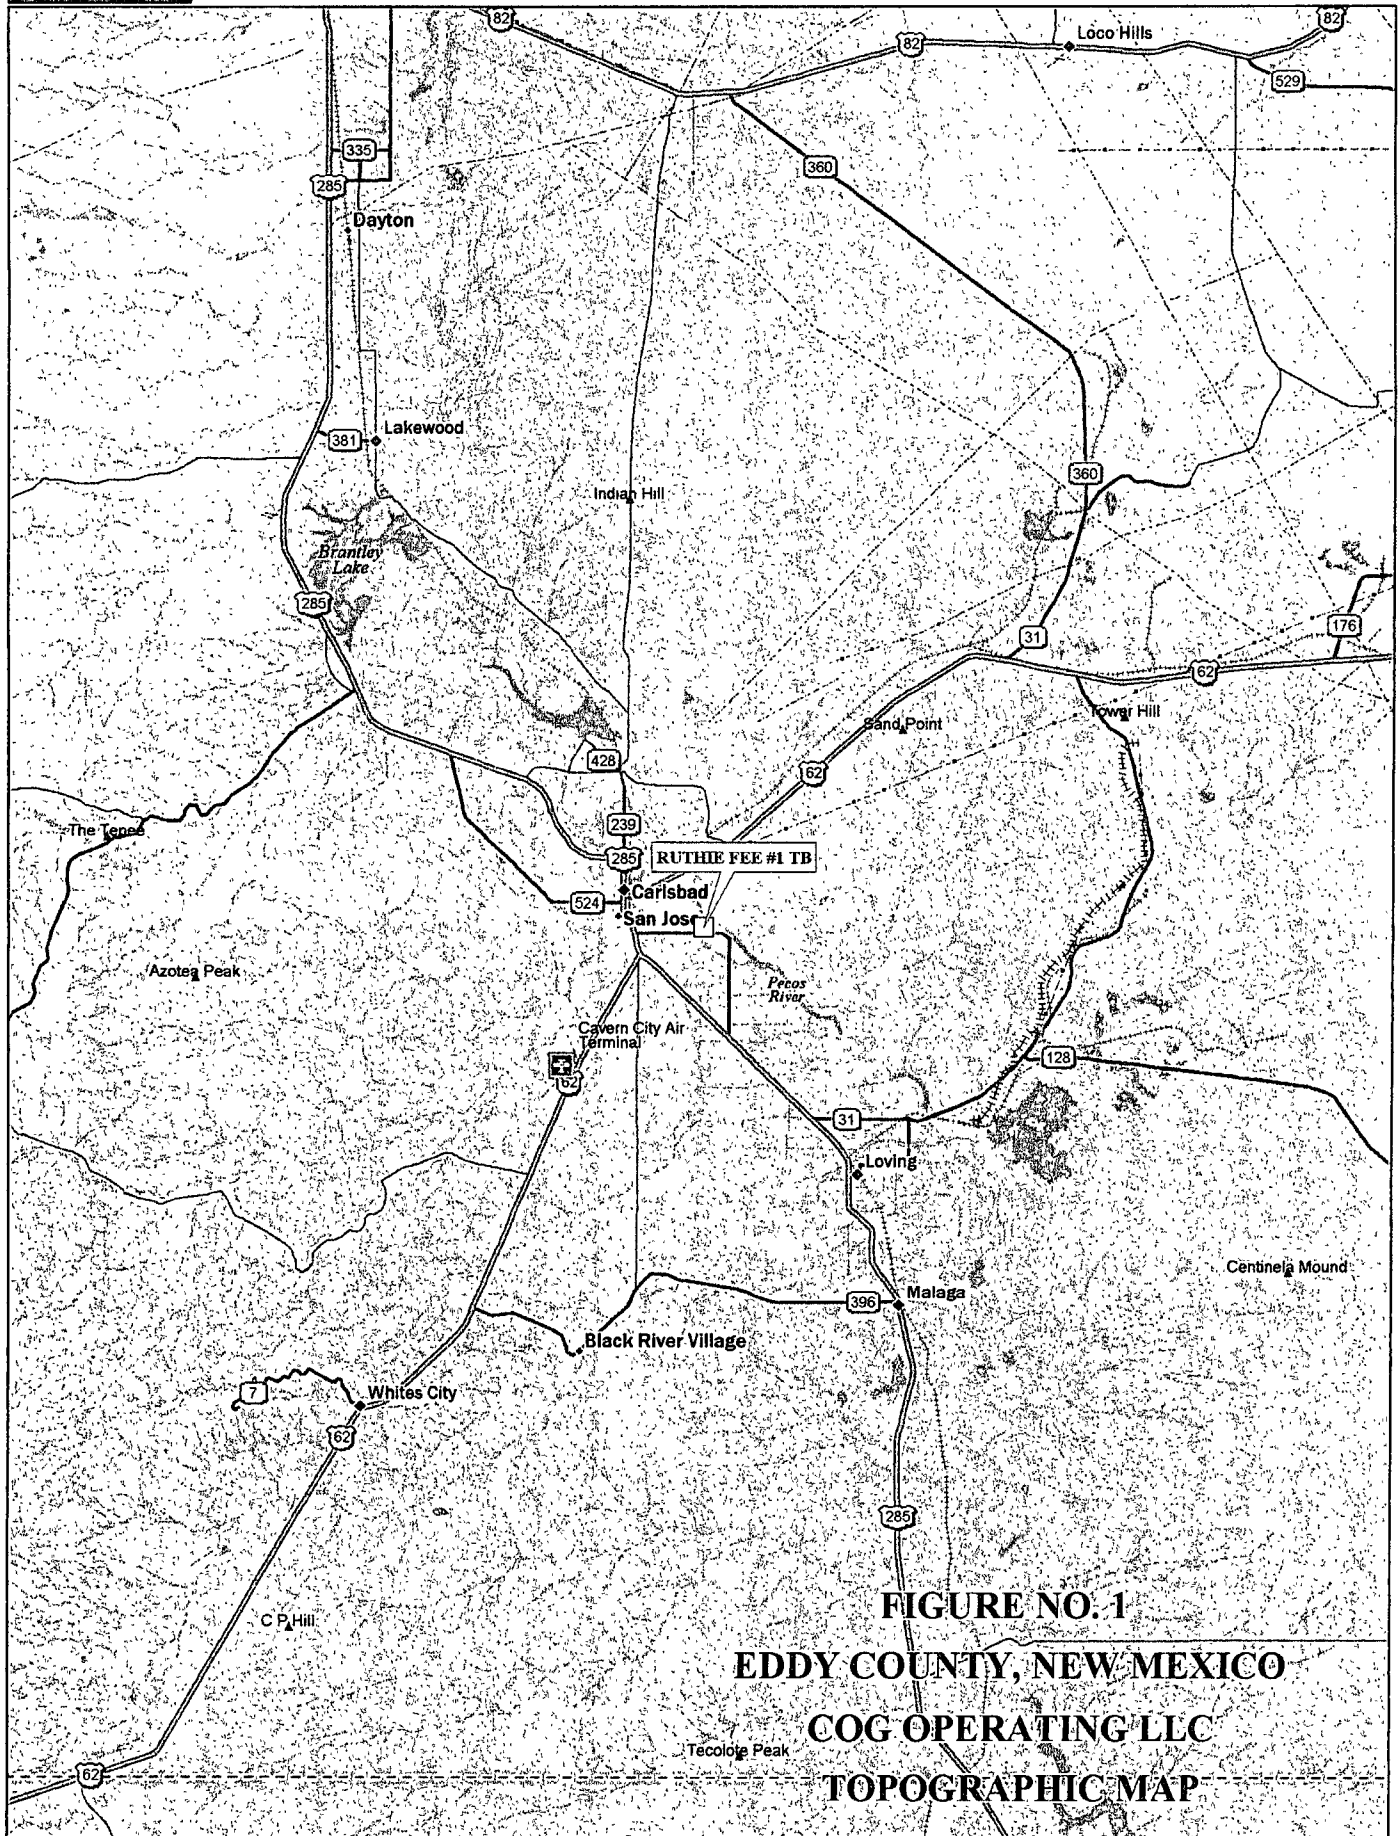 82
82
82
Loco Hills
529
335
360
285
Dayton
381
Lakewood
360
Indian Hill
Brantley
Lake
285
31
176
62
Tower Hill
Sand Point
428
62
239
The Tepee
285
RUTHIE FEE #1 TB
Carlsbad
524
San Jose
Azotea Peak
Pecos
River
Cavern City Air
Terminal
128
62
31
Loving
Centinela Mound
396
Malaga
Black River Village
7
Whites City
62
285
FIGURE NO. 1
C P Hill
EDDY COUNTY, NEW MEXICO
COG OPERATING LLC
Tecolote Peak
62
TOPOGRAPHIC MAP